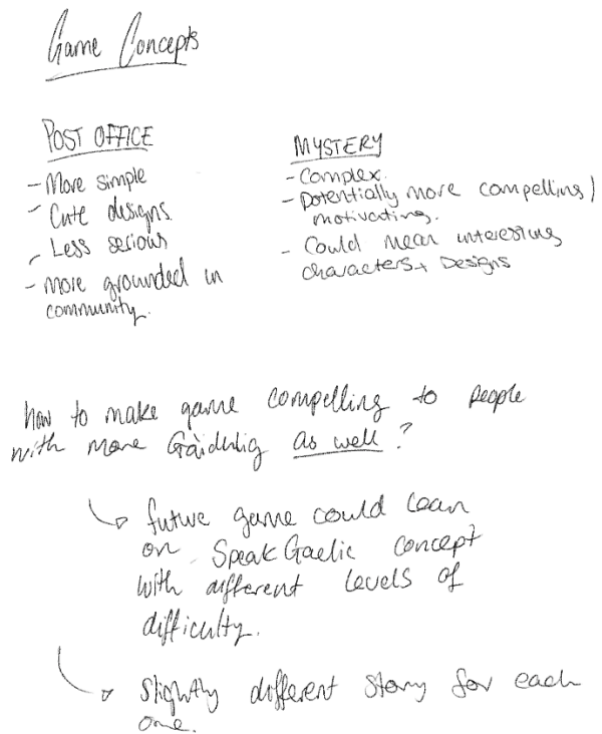 Game Concepts
POST OFFICE
- More simple
- Cute designs
- Less serious
- more grounded in
community.
MYSTERY
- Complex.
- Potentially more compelling/
motivating.
- Could mean interesting
characters + Designs
how to make game compelling to people
with more Gàidhlig as well?
future game could lean
on SpeakGaelic concept
with different levels of
difficulty.
Slightly different story for each
one.